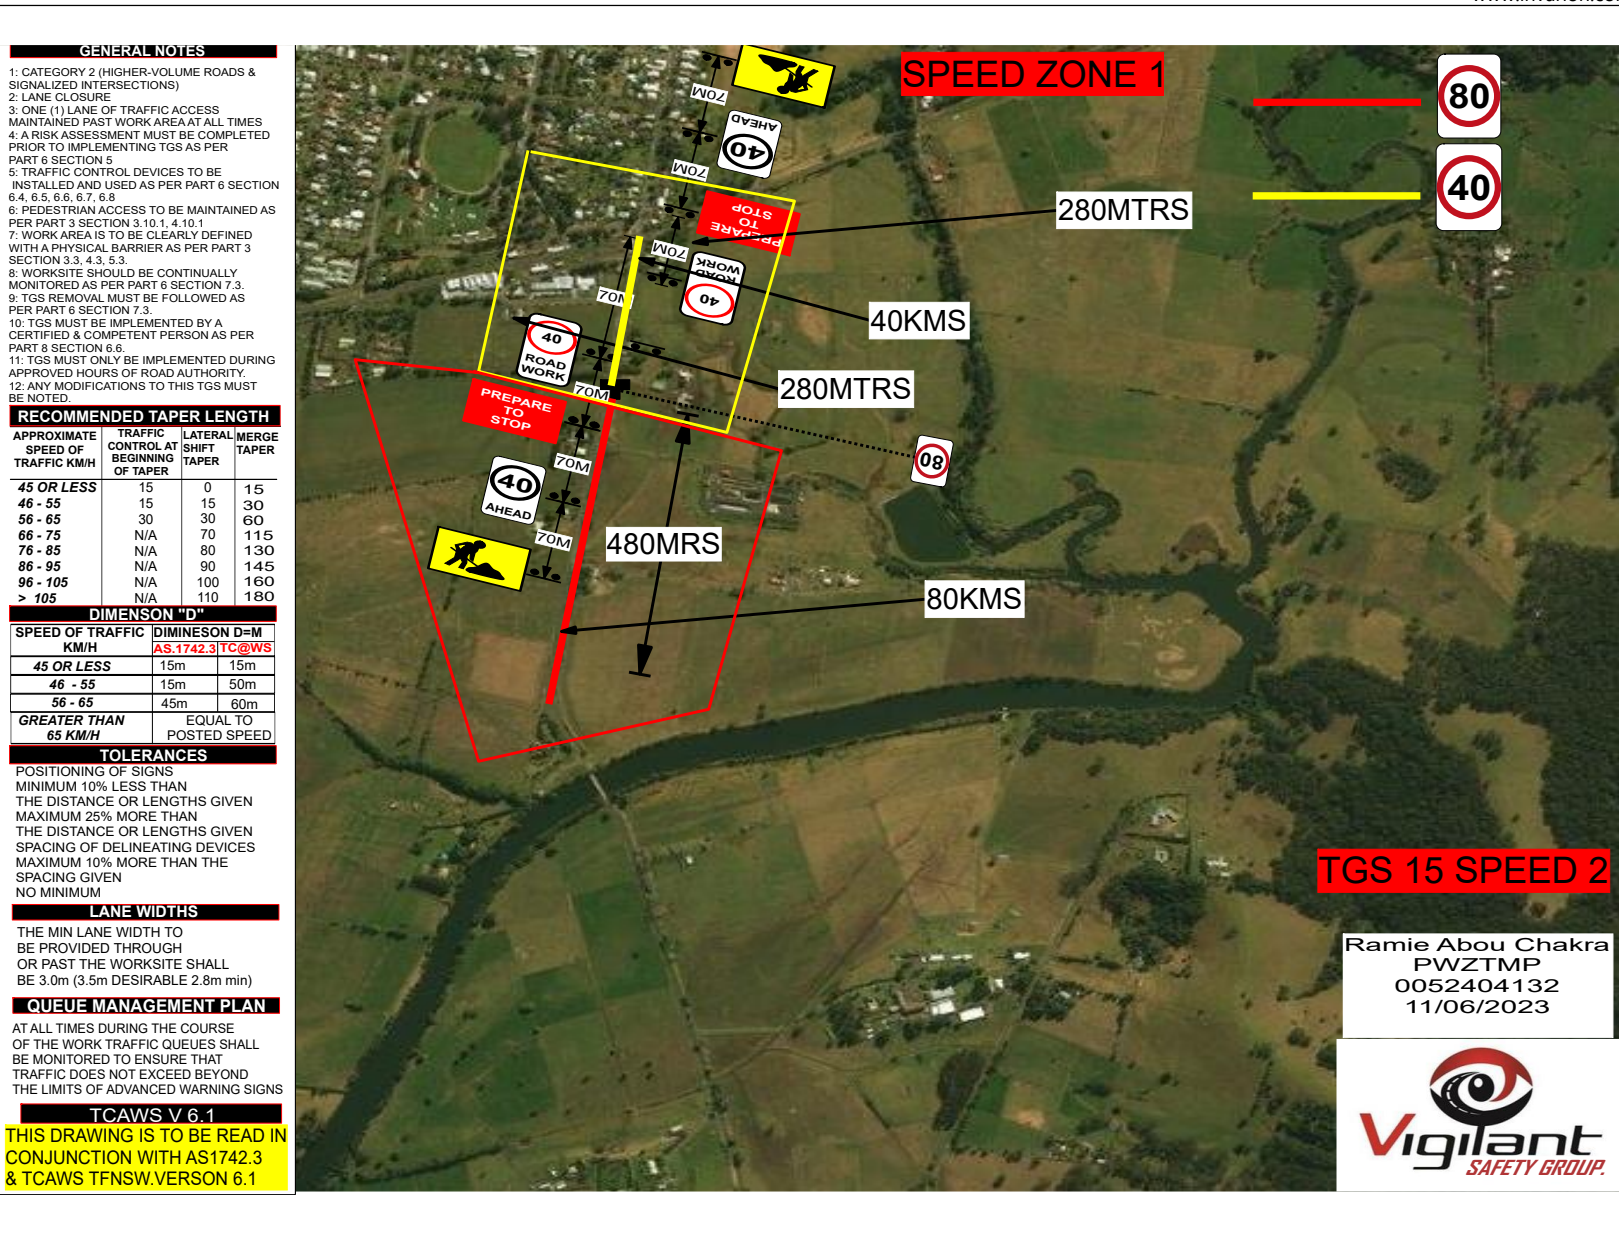 GENERAL NOTES
1: CATEGORY 2 (HIGHER-VOLUME ROADS &
SIGNALIZED INTERSECTIONS)
2: LANE CLOSURE
3: ONE (1) LANE OF TRAFFIC ACCESS
MAINTAINED PAST WORK AREA AT ALL TIMES
4: A RISK ASSESSMENT MUST BE COMPLETED
PRIOR TO IMPLEMENTING TGS AS PER
PART 6 SECTION 5
5: TRAFFIC CONTROL DEVICES TO BE
INSTALLED AND USED AS PER PART 6 SECTION
6.4, 6.5, 6.6, 6.7, 6.8
6: PEDESTRIAN ACCESS TO BE MAINTAINED AS
PER PART 3 SECTION 3.10.1, 4.10.1
7: WORK AREA IS TO BE CLEARLY DEFINED
WITH A PHYSICAL BARRIER AS PER PART 3
SECTION 3.3, 4.3, 5.3.
8: WORKSITE SHOULD BE CONTINUALLY
MONITORED AS PER PART 6 SECTION 7.3.
9: TGS REMOVAL MUST BE FOLLOWED AS
PER PART 6 SECTION 7.3.
10: TGS MUST BE IMPLEMENTED BY A
CERTIFIED & COMPETENT PERSON AS PER
PART 8 SECTION 6.6.
11: TGS MUST ONLY BE IMPLEMENTED DURING
APPROVED HOURS OF ROAD AUTHORITY.
12: ANY MODIFICATIONS TO THIS TGS MUST
BE NOTED.
RECOMMENDED TAPER LENGTH
APPROXIMATE SPEED OF TRAFFIC KM/H TRAFFIC CONTROL AT BEGINNING OF TAPER LATERAL SHIFT TAPER MERGE TAPER
45 OR LESS 15 0 15
46 - 55 15 15 30
56 - 65 30 30 60
66 - 75 N/A 70 115
76 - 85 N/A 80 130
86 - 95 N/A 90 145
96 - 105 N/A 100 160
> 105 N/A 110 180
DIMENSON "D"
SPEED OF TRAFFIC KM/H DIMINESON D=M
AS.1742.3 TC@WS
45 OR LESS 15m 15m
46 - 55 15m 50m
56 - 65 45m 60m
GREATER THAN 65 KM/H EQUAL TO POSTED SPEED
TOLERANCES
POSITIONING OF SIGNS
MINIMUM 10% LESS THAN
THE DISTANCE OR LENGTHS GIVEN
MAXIMUM 25% MORE THAN
THE DISTANCE OR LENGTHS GIVEN
SPACING OF DELINEATING DEVICES
MAXIMUM 10% MORE THAN THE
SPACING GIVEN
NO MINIMUM
LANE WIDTHS
THE MIN LANE WIDTH TO
BE PROVIDED THROUGH
OR PAST THE WORKSITE SHALL
BE 3.0m (3.5m DESIRABLE 2.8m min)
QUEUE MANAGEMENT PLAN
AT ALL TIMES DURING THE COURSE
OF THE WORK TRAFFIC QUEUES SHALL
BE MONITORED TO ENSURE THAT
TRAFFIC DOES NOT EXCEED BEYOND
THE LIMITS OF ADVANCED WARNING SIGNS
TCAWS V 6.1
THIS DRAWING IS TO BE READ IN
CONJUNCTION WITH AS1742.3
& TCAWS TFNSW.VERSON 6.1
SPEED ZONE 1
80
40
70M
40
AHEAD
70M
PREPARE
TO
STOP
280MTRS
70M
ROAD
WORK
40
70M
40KMS
40
ROAD
WORK
280MTRS
70M
PREPARE
TO
STOP
80
70M
40
AHEAD
70M
480MRS
80KMS
TGS 15 SPEED 2
Ramie Abou Chakra
PWZTMP
0052404132
11/06/2023
Vigilant
SAFETY GROUP.